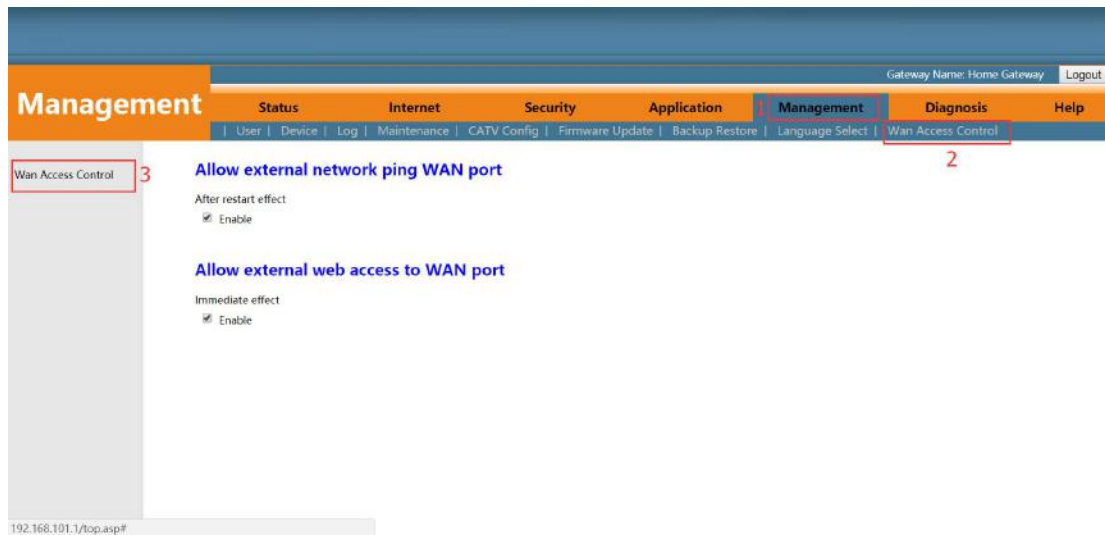 Gateway Name: Home Gateway Logout
Management
Status Internet Security Application 1 Management Diagnosis Help
| User | Device | Log | Maintenance | CATV Config | Firmware Update | Backup Restore | Language Select | Wan Access Control
2
Wan Access Control 3
Allow external network ping WAN port
After restart effect
Enable
Allow external web access to WAN port
Immediate effect
Enable
192.168.101.1/top.asp#